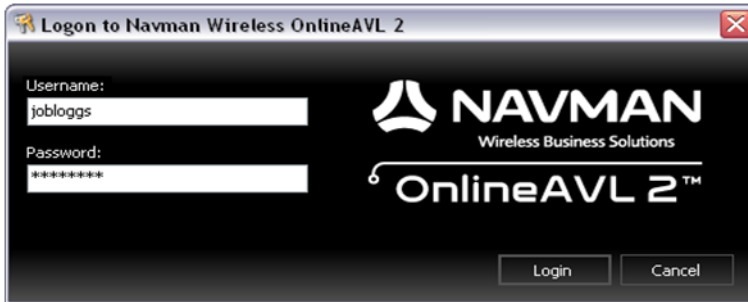 Logon to Navman Wireless OnlineAVL 2
Username:
jobloggs
Password:
********
NAVMAN
Wireless Business Solutions
OnlineAVL 2™
Login
Cancel